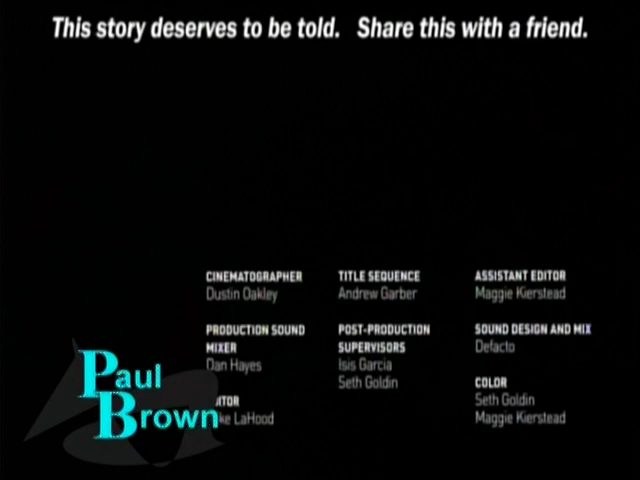 This story deserves to be told. Share this with a friend.
CINEMATOGRAPHER
Dustin Oakley
TITLE SEQUENCE
Andrew Garber
ASSISTANT EDITOR
Maggie Kierstead
PRODUCTION SOUND
MIXER
Dan Hayes
POST-PRODUCTION
SUPERVISORS
Isis Garcia
Seth Goldin
SOUND DESIGN AND MIX
Defacto
COLOR
Seth Goldin
Maggie Kierstead
LaHood
Paul
Brown